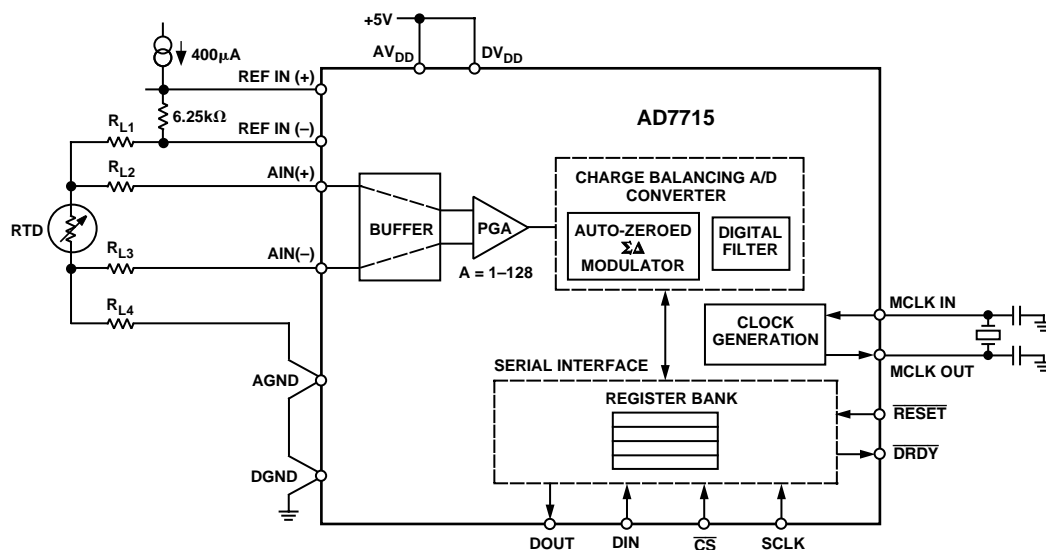 +5V
AVDD
DVDD
400μA
REF IN (+)
6.25kΩ
AD7715
RL1
REF IN (–)
RL2
AIN(+)
CHARGE BALANCING A/D
CONVERTER
RTD
BUFFER
PGA
AUTO-ZEROED
ΣΔ
MODULATOR
DIGITAL
FILTER
RL3
AIN(–)
A = 1–128
RL4
MCLK IN
CLOCK
GENERATION
SERIAL INTERFACE
MCLK OUT
AGND
REGISTER BANK
RESET
DRDY
DGND
DOUT
DIN
CS
SCLK